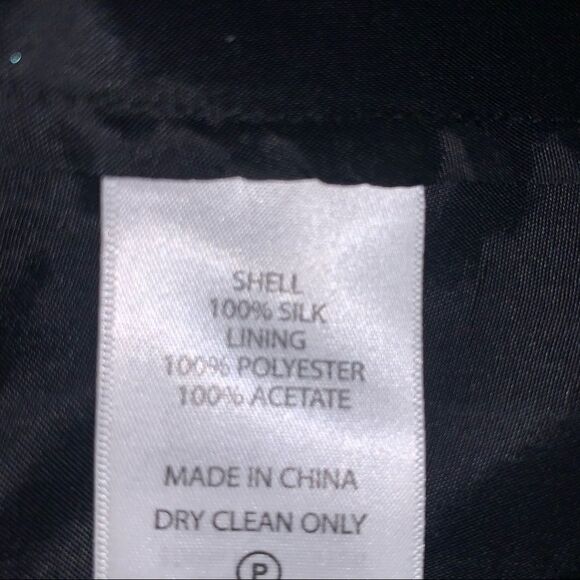 SHELL
100% SILK
LINING
100% POLYESTER
100% ACETATE
MADE IN CHINA
DRY CLEAN ONLY
P